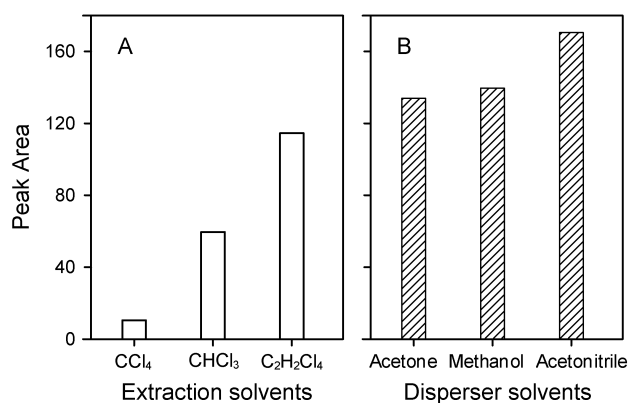 A
B
Peak Area
160
120
80
40
0
CCl₄ CHCl₃ C₂H₂Cl₄
Acetone Methanol Acetonitrile
Extraction solvents
Disperser solvents